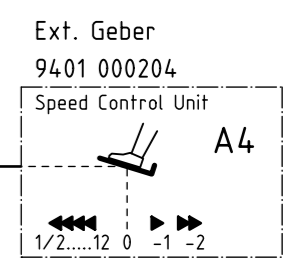 Ext. Geber
9401 000204
Speed Control Unit
A4
1/2.....12 0 -1 -2